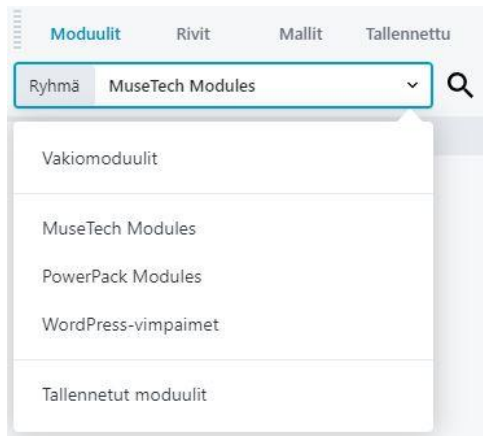 Moduulit Rivit Mallit Tallennettu
Ryhmä MuseTech Modules
Vakiomoduulit
MuseTech Modules
PowerPack Modules
WordPress-vimpaimet
Tallennetut moduulit